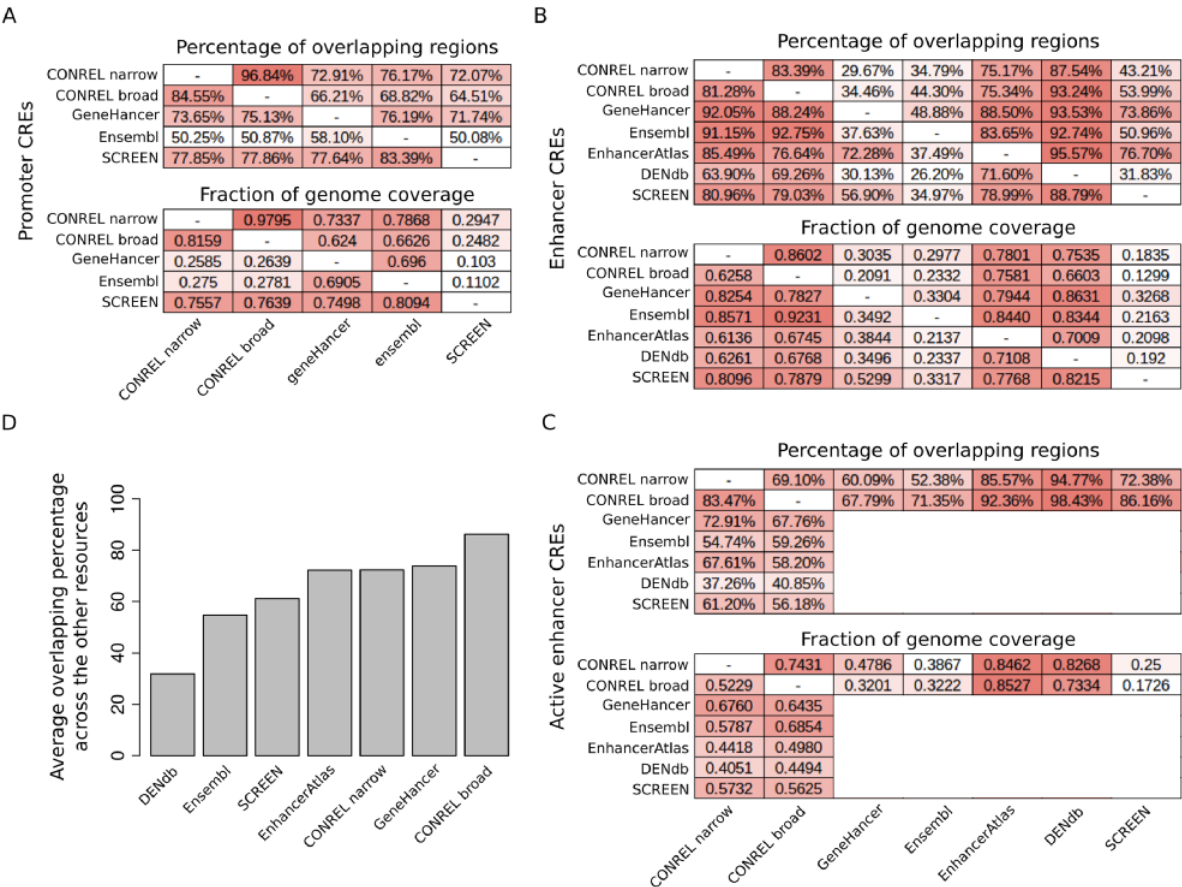 A
Percentage of overlapping regions
CONREL narrow - 96.84% 72.91% 76.17% 72.07%
CONREL broad 84.55% - 66.21% 68.82% 64.51%
GeneHancer 73.65% 75.13% - 76.19% 71.74%
Ensembl 50.25% 50.87% 58.10% - 50.08%
SCREEN 77.85% 77.86% 77.64% 83.39% -
Promoter CREs
Fraction of genome coverage
CONREL narrow - 0.9795 0.7337 0.7868 0.2947
CONREL broad 0.8159 - 0.624 0.6626 0.2482
GeneHancer 0.2585 0.2639 - 0.696 0.103
Ensembl 0.275 0.2781 0.6905 - 0.1102
SCREEN 0.7557 0.7639 0.7498 0.8094 -
CONREL narrow
CONREL broad
geneHancer
ensembl
SCREEN
B
Percentage of overlapping regions
CONREL narrow - 83.39% 29.67% 34.79% 75.17% 87.54% 43.21%
CONREL broad 81.28% - 34.46% 44.30% 75.34% 93.24% 53.99%
GeneHancer 92.05% 88.24% - 48.88% 88.50% 93.53% 73.86%
Ensembl 91.15% 92.75% 37.63% - 83.65% 92.74% 50.96%
EnhancerAtlas 85.49% 76.64% 72.28% 37.49% - 95.57% 76.70%
DENdb 63.90% 69.26% 30.13% 26.20% 71.60% - 31.83%
SCREEN 80.96% 79.03% 56.90% 34.97% 78.99% 88.79% -
Enhancer CREs
Fraction of genome coverage
CONREL narrow - 0.8602 0.3035 0.2977 0.7801 0.7535 0.1835
CONREL broad 0.6258 - 0.2091 0.2332 0.7581 0.6603 0.1299
GeneHancer 0.8254 0.7827 - 0.3304 0.7944 0.8631 0.3268
Ensembl 0.8571 0.9231 0.3492 - 0.8440 0.8344 0.2163
EnhancerAtlas 0.6136 0.6745 0.3844 0.2137 - 0.7009 0.2098
DENdb 0.6261 0.6768 0.3496 0.2337 0.7108 - 0.192
SCREEN 0.8096 0.7879 0.5299 0.3317 0.7768 0.8215 -
D
Average overlapping percentage
across the other resources
100
80
60
40
20
0
DENdb
Ensembl
SCREEN
EnhancerAtlas
CONREL narrow
GeneHancer
CONREL broad
C
Percentage of overlapping regions
CONREL narrow - 69.10% 60.09% 52.38% 85.57% 94.77% 72.38%
CONREL broad 83.47% - 67.79% 71.35% 92.36% 98.43% 86.16%
GeneHancer 72.91% 67.76%
Ensembl 54.74% 59.26%
EnhancerAtlas 67.61% 58.20%
DENdb 37.26% 40.85%
SCREEN 61.20% 56.18%
Active enhancer CREs
Fraction of genome coverage
CONREL narrow - 0.7431 0.4786 0.3867 0.8462 0.8268 0.25
CONREL broad 0.5229 - 0.3201 0.3222 0.8527 0.7334 0.1726
GeneHancer 0.6760 0.6435
Ensembl 0.5787 0.6854
EnhancerAtlas 0.4418 0.4980
DENdb 0.4051 0.4494
SCREEN 0.5732 0.5625
CONREL narrow
CONREL broad
GeneHancer
Ensembl
EnhancerAtlas
DENdb
SCREEN